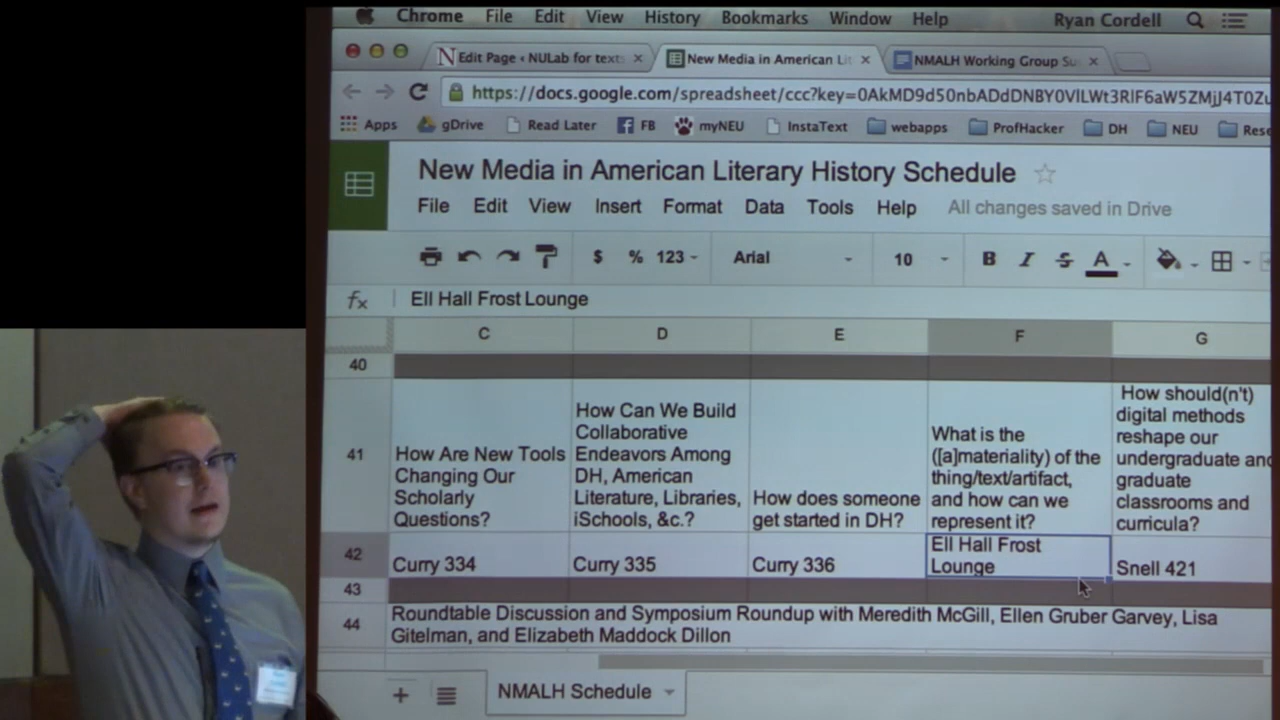 Chrome File Edit View History Bookmarks Window Help Ryan Cordell
Edit Page ‹ NULab for texts × New Media in American Lit × NMALH Working Group Su ×
https://docs.google.com/spreadsheet/ccc?key=
Apps gDrive Read Later FB myNEU InstaText webapps ProfHacker DH NEU Rese
New Media in American Literary History Schedule
File Edit View Insert Format Data Tools Help All changes saved in Drive
$ % 123 Arial 10 B I S A
fx Ell Hall Frost Lounge
C D E F G
40
41
How Are New Tools
Changing Our
Scholarly
Questions?
How Can We Build
Collaborative
Endeavors Among
DH, American
Literature, Libraries,
iSchools, &c.?
How does someone
get started in DH?
What is the
([a]materiality) of the
thing/text/artifact,
and how can we
represent it?
How should(n't)
digital methods
reshape our
undergraduate and
graduate
classrooms and
curricula?
42
Curry 334
Curry 335
Curry 336
Ell Hall Frost
Lounge
Snell 421
43
44
Roundtable Discussion and Symposium Roundup with Meredith McGill, Ellen Gruber Garvey, Lisa
Gitelman, and Elizabeth Maddock Dillon
+ NMALH Schedule